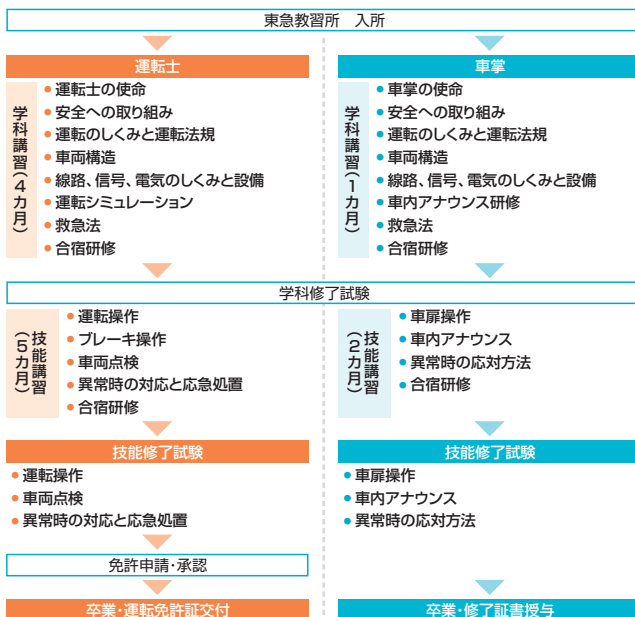 東急教習所　入所
運転士
学科講習(4カ月)
● 運転士の使命
● 安全への取り組み
● 運転のしくみと運転法規
● 車両構造
● 線路、信号、電気のしくみと設備
● 運転シミュレーション
● 救急法
● 合宿研修
車掌
学科講習(1カ月)
● 車掌の使命
● 安全への取り組み
● 運転のしくみと運転法規
● 車両構造
● 線路、信号、電気のしくみと設備
● 車内アナウンス研修
● 救急法
● 合宿研修
学科修了試験
技能講習
(5カ月)
● 運転操作
● ブレーキ操作
● 車両点検
● 異常時の対応と応急処置
● 合宿研修
技能講習
(2カ月)
● 車扉操作
● 車内アナウンス
● 異常時の応対方法
● 合宿研修
技能修了試験
● 運転操作
● 車両点検
● 異常時の対応と応急処置
技能修了試験
● 車扉操作
● 車内アナウンス
● 異常時の応対方法
免許申請・承認
卒業・運転免許証交付
卒業・修了証書授与